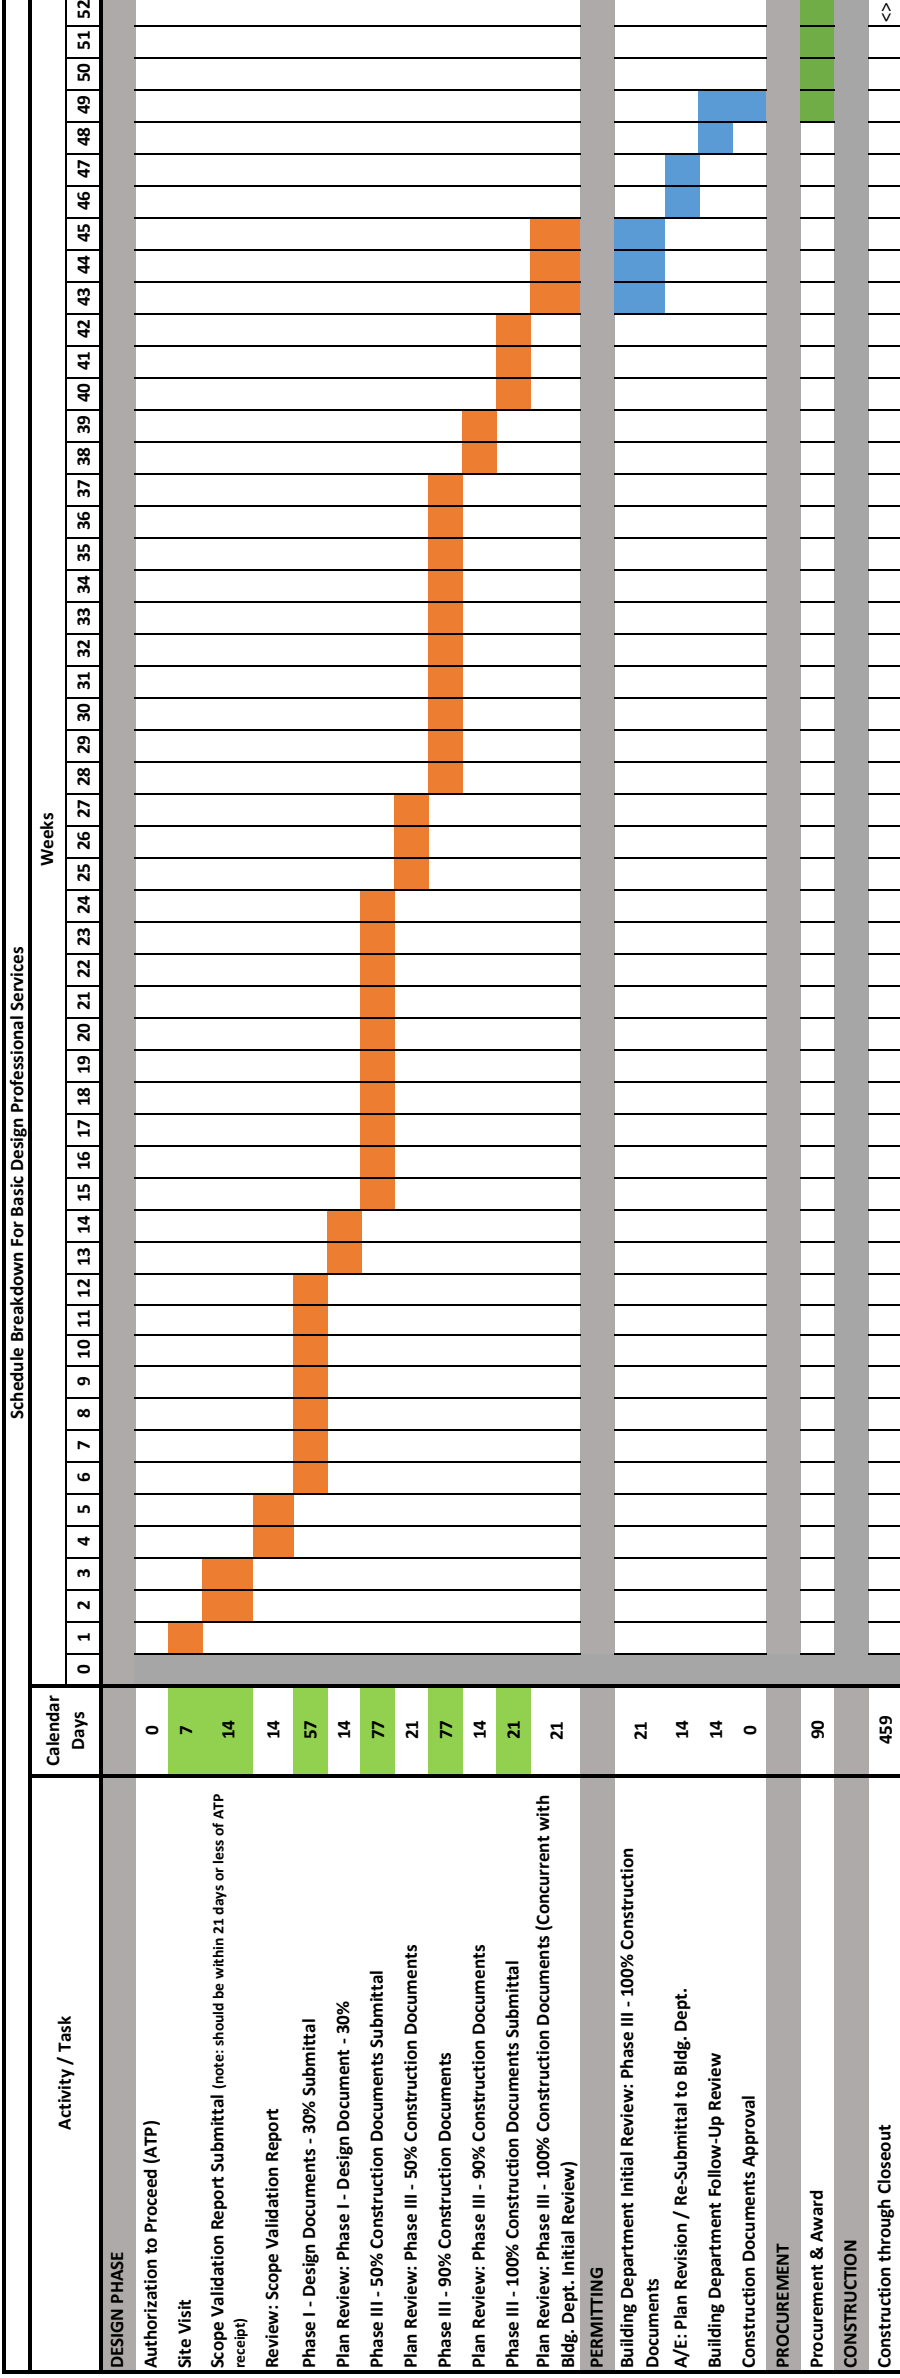 Schedule Breakdown For Basic Design Professional Services
Activity / Task
Calendar
Days
Weeks
0 1 2 3 4 5 6 7 8 9 10 11 12 13 14 15 16 17 18 19 20 21 22 23 24 25 26 27 28 29 30 31 32 33 34 35 36 37 38 39 40 41 42 43 44 45 46 47 48 49 50 51 52
DESIGN PHASE
Authorization to Proceed (ATP) 0
Site Visit 7
Scope Validation Report Submittal (note: should be within 21 days or less of ATP
receipt) 14
Review: Scope Validation Report 14
Phase I - Design Documents - 30% Submittal 57
Plan Review: Phase I - Design Document - 30% 14
Phase III - 50% Construction Documents Submittal 77
Plan Review: Phase III - 50% Construction Documents 21
Phase III - 90% Construction Documents 77
Plan Review: Phase III - 90% Construction Documents 14
Phase III - 100% Construction Documents Submittal 21
Plan Review: Phase III - 100% Construction Documents (Concurrent with
Bldg. Dept. Initial Review) 21
PERMITTING
Building Department Initial Review: Phase III - 100% Construction
Documents 21
A/E: Plan Revision / Re-Submittal to Bldg. Dept. 14
Building Department Follow-Up Review 14
Construction Documents Approval 0
PROCUREMENT
Procurement & Award 90
CONSTRUCTION
Construction through Closeout 459 <>